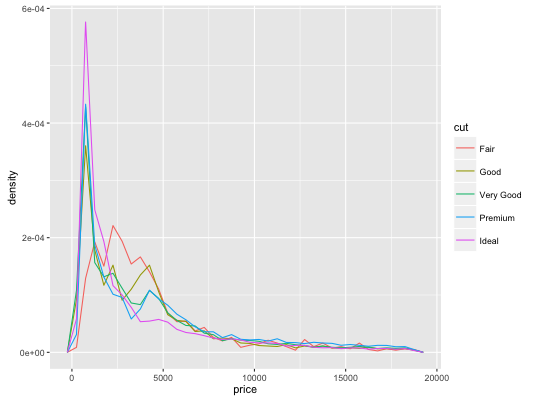 6e-04
4e-04
2e-04
0e+00
density
0
5000
10000
15000
20000
price
cut
Fair
Good
Very Good
Premium
Ideal